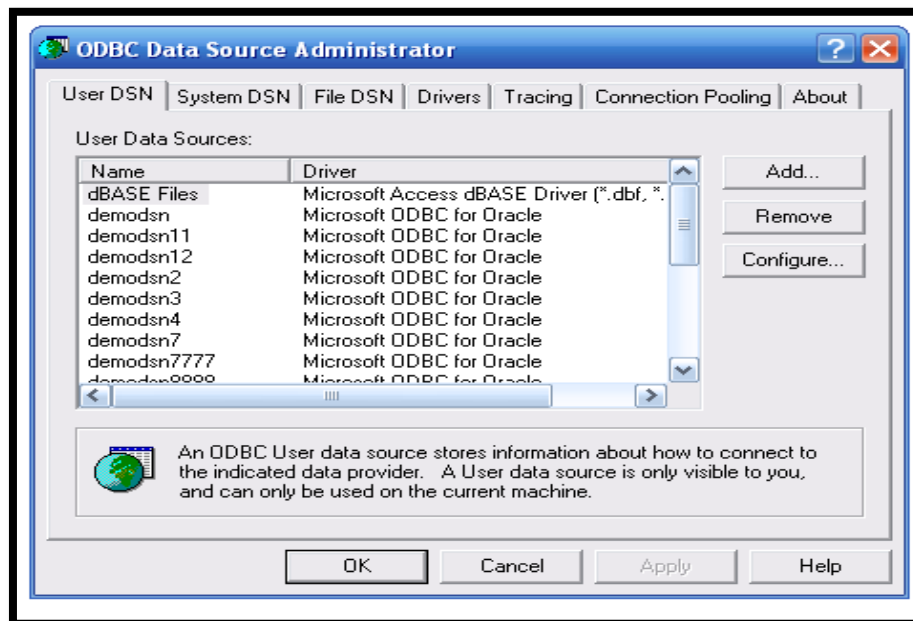 ODBC Data Source Administrator
User DSN System DSN File DSN Drivers Tracing Connection Pooling About
User Data Sources:
Name Driver
dBASE Files Microsoft Access dBASE Driver (*.dbf, *.
demodsn Microsoft ODBC for Oracle
demodsn11 Microsoft ODBC for Oracle
demodsn12 Microsoft ODBC for Oracle
demodsn2 Microsoft ODBC for Oracle
demodsn3 Microsoft ODBC for Oracle
demodsn4 Microsoft ODBC for Oracle
demodsn7 Microsoft ODBC for Oracle
demodsn7777 Microsoft ODBC for Oracle
Microsoft ODBC for Oracle
Add...
Remove
Configure...
An ODBC User data source stores information about how to connect to
the indicated data provider. A User data source is only visible to you,
and can only be used on the current machine.
OK Cancel Apply Help